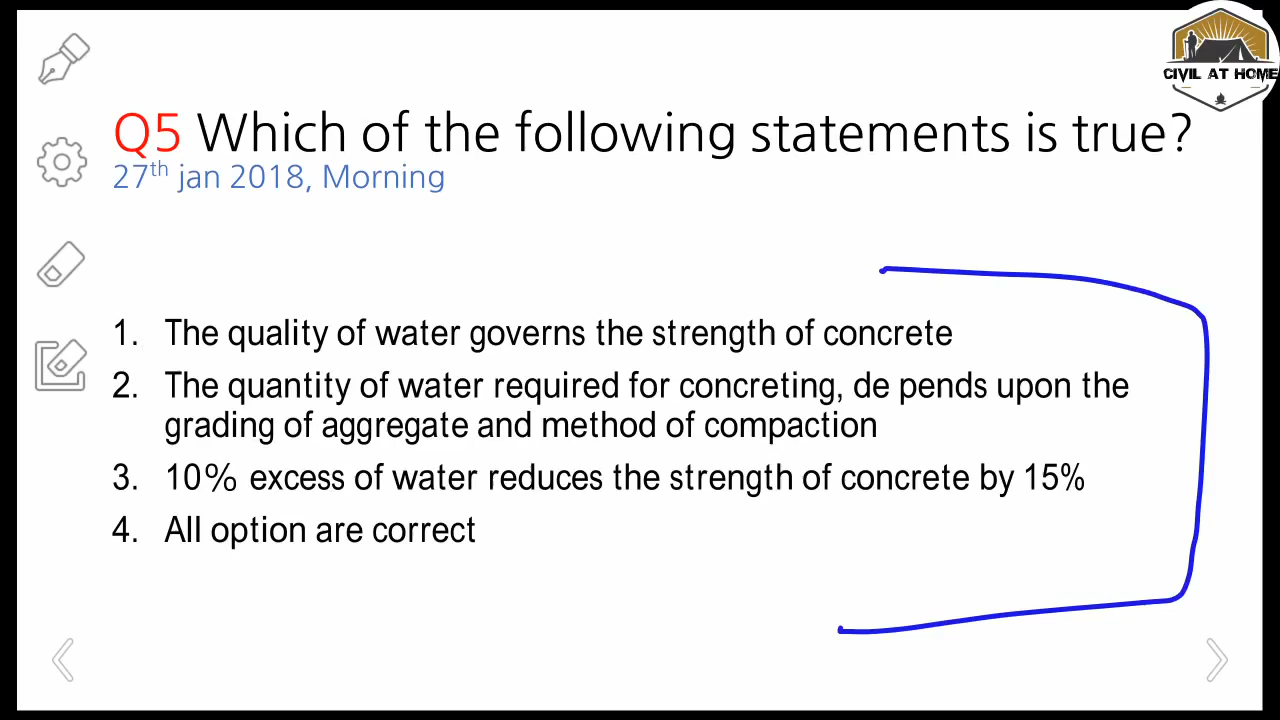 CIVIL AT HOME
Q5 Which of the following statements is true?
27th jan 2018, Morning
1. The quality of water governs the strength of concrete
2. The quantity of water required for concreting, de pends upon the
grading of aggregate and method of compaction
3. 10% excess of water reduces the strength of concrete by 15%
4. All option are correct